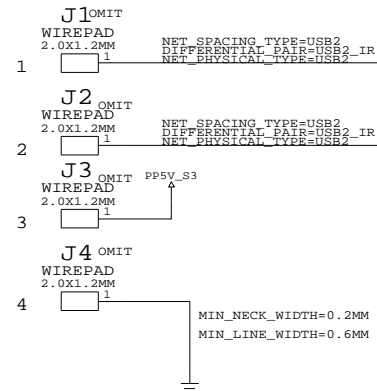 J1 OMIT
WIREPAD
2.0X1.2MM
1
1
NET_SPACING_TYPE=USB2
DIFFERENTIAL_PAIR=USB2_IR
NET_PHYSICAL_TYPE=USB2
J2 OMIT
WIREPAD
2.0X1.2MM
2
1
NET_SPACING_TYPE=USB2
DIFFERENTIAL_PAIR=USB2_IR
NET_PHYSICAL_TYPE=USB2
J3 OMIT
WIREPAD
2.0X1.2MM
3
1
PP5V_S3
J4 OMIT
WIREPAD
2.0X1.2MM
4
1
MIN_NECK_WIDTH=0.2MM
MIN_LINE_WIDTH=0.6MM